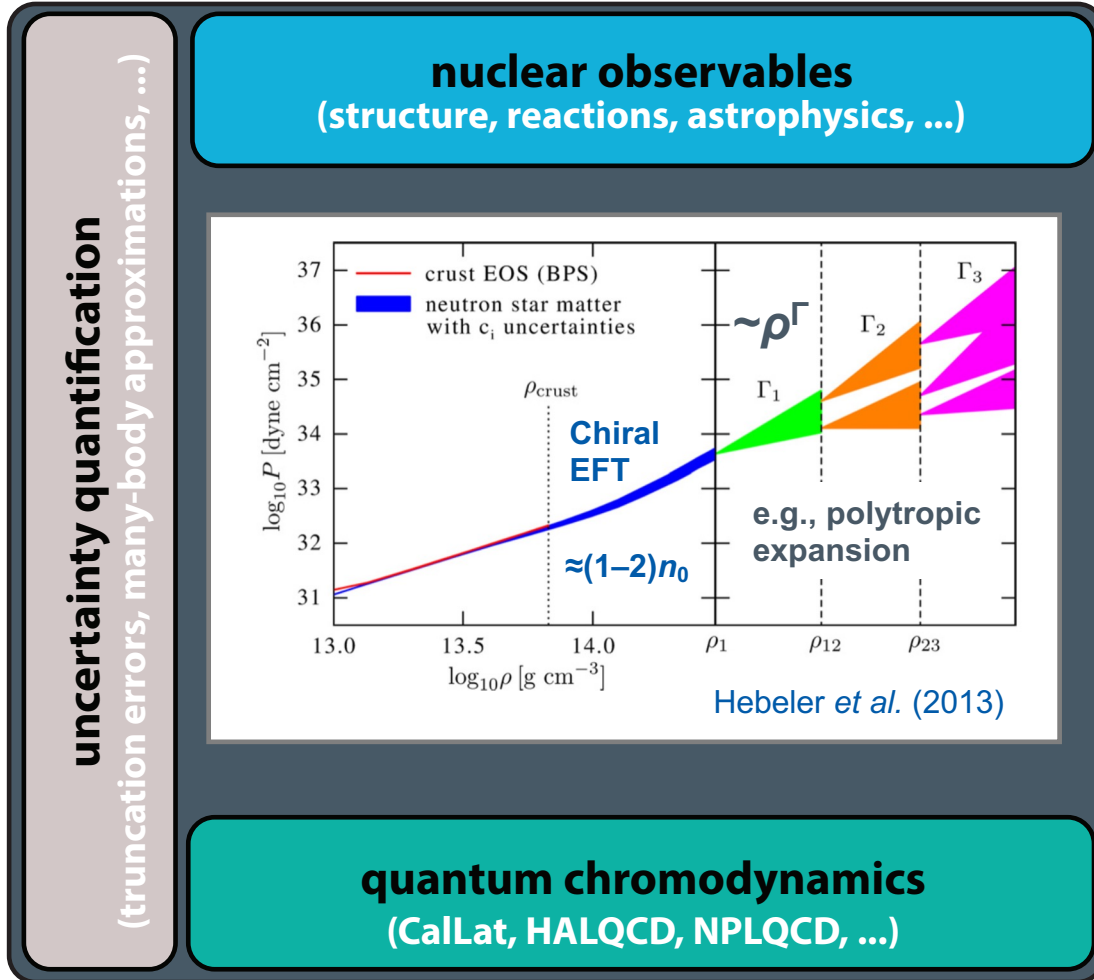 uncertainty quantification
(truncation errors, many-body approximations, ...)
nuclear observables
(structure, reactions, astrophysics, ...)
crust EOS (BPS)
neutron star matter
with c_i uncertainties
ρ_crust
Chiral
EFT
≈(1–2)n₀
~ρ^Γ
Γ₁
Γ₂
Γ₃
e.g., polytropic
expansion
log₁₀P [dyne cm⁻²]
37
36
35
34
33
32
31
13.0 13.5 14.0 ρ₁ ρ₁₂ ρ₂₃
log₁₀ρ [g cm⁻³]
Hebeler et al. (2013)
quantum chromodynamics
(CalLat, HALQCD, NPLQCD, ...)